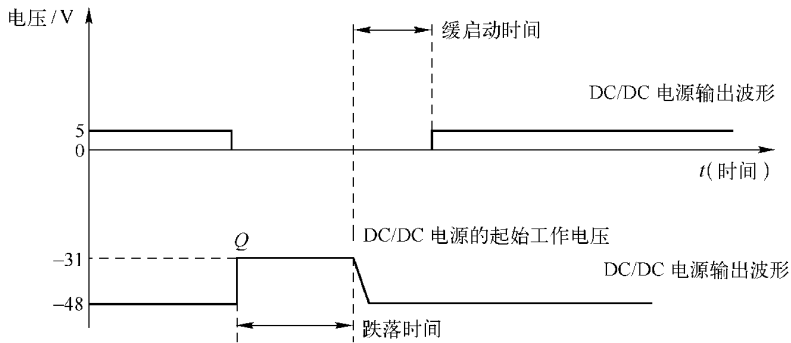 电压/V
缓启动时间
DC/DC 电源输出波形
5
0
t(时间)
Q
DC/DC 电源的起始工作电压
-31
DC/DC 电源输出波形
-48
跌落时间